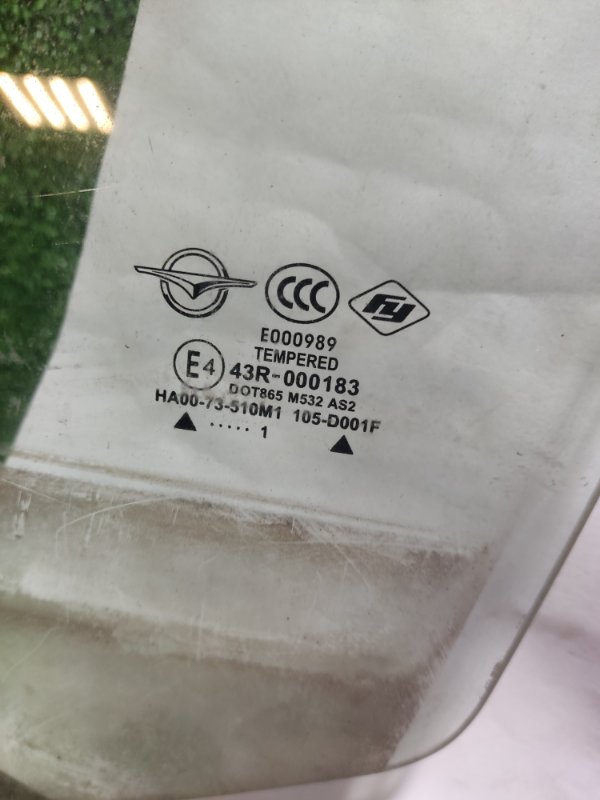 CCC FY
E000989
TEMPERED
E4 43R-000183
DOT865 M532 AS2
HA00-73-510M1 105-D001F
..... 1